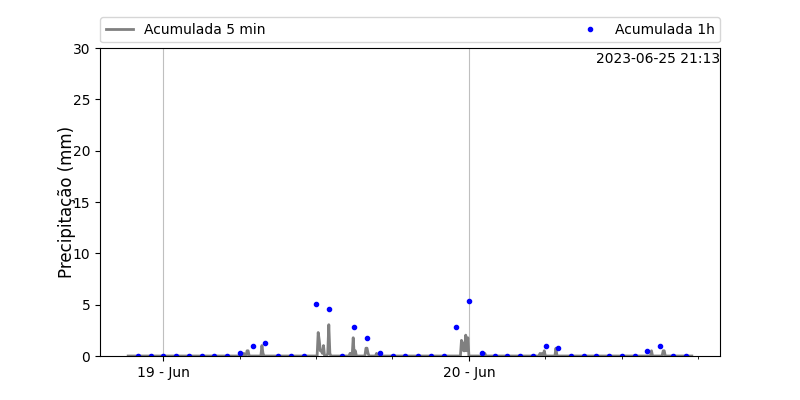 Acumulada 5 min
Acumulada 1h
2023-06-25 21:13
Precipitação (mm)
30
25
20
15
10
5
0
19 - Jun
20 - Jun